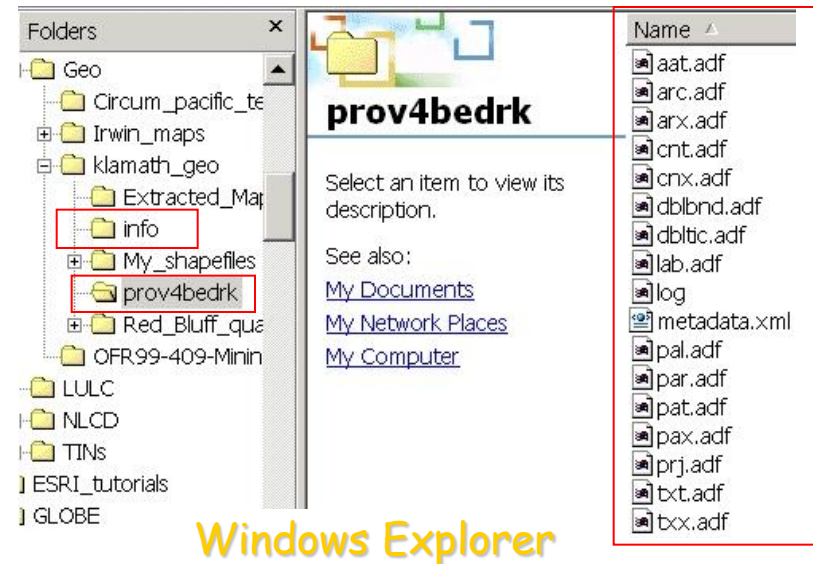 Folders ×
Geo
Circum_pacific_te
Irwin_maps
klamath_geo
Extracted_Map
info
My_shapefiles
prov4bedrk
Red_Bluff_qua
OFR99-409-Minin
LULC
NLCD
TINs
ESRI_tutorials
GLOBE
prov4bedrk
Select an item to view its
description.
See also:
My Documents
My Network Places
My Computer
Name
aat.adf
arc.adf
arx.adf
cnt.adf
cnx.adf
dblbnd.adf
dbltic.adf
lab.adf
log
metadata.xml
pal.adf
par.adf
pat.adf
pax.adf
prj.adf
txt.adf
txx.adf
Windows Explorer